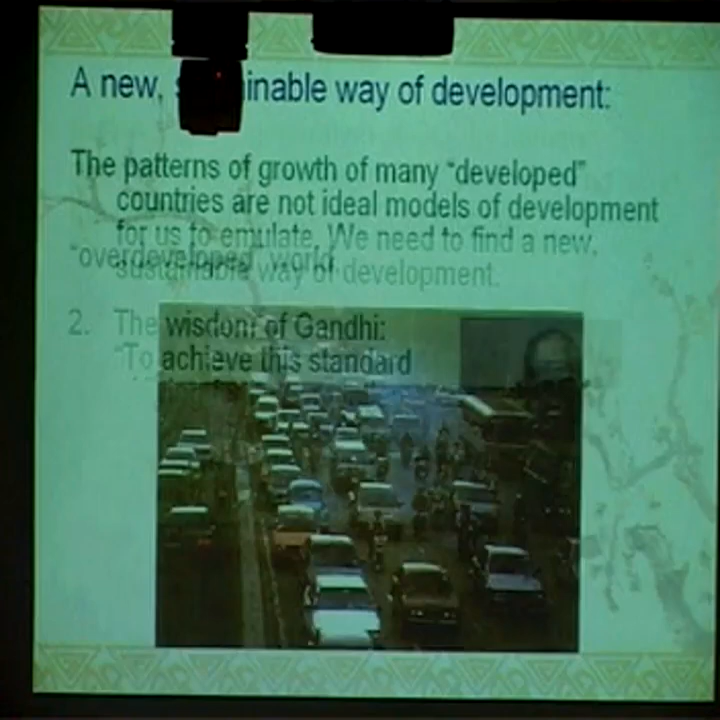 A new, inable way of development:
The patterns of growth of many “developed”
countries are not ideal models of development
for us to emulate. We need to find a new,
“overdeveloped” world.
sustainable way of development.
2. The wisdom of Gandhi:
“To achieve this standard